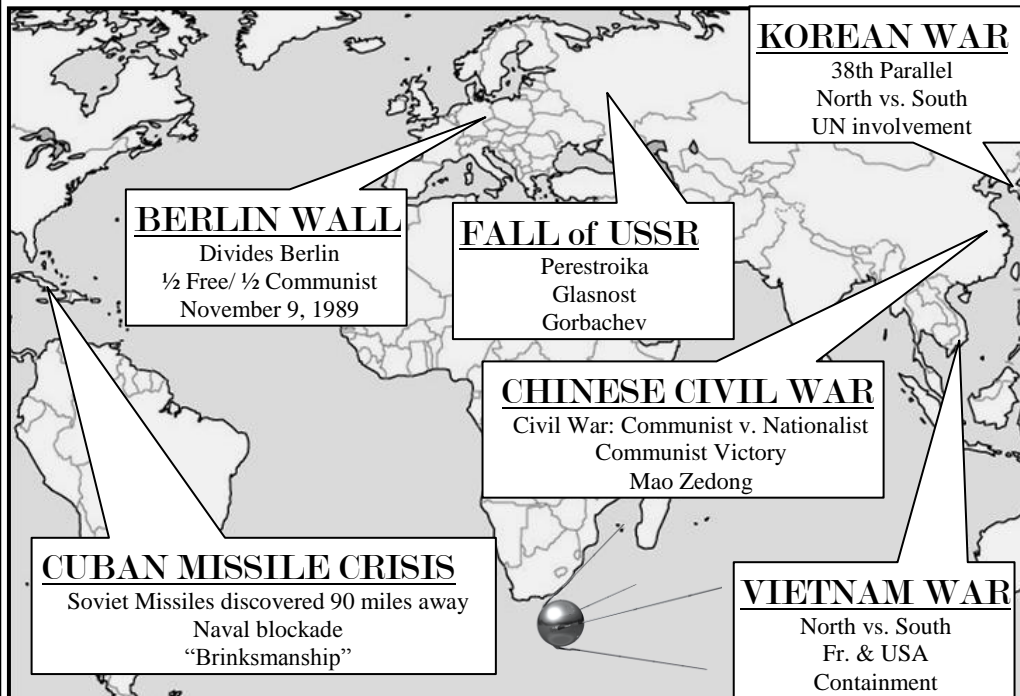 KOREAN WAR
38th Parallel
North vs. South
UN involvement
BERLIN WALL
Divides Berlin
½ Free/ ½ Communist
November 9, 1989
FALL of USSR
Perestroika
Glasnost
Gorbachev
CHINESE CIVIL WAR
Civil War: Communist v. Nationalist
Communist Victory
Mao Zedong
CUBAN MISSILE CRISIS
Soviet Missiles discovered 90 miles away
Naval blockade
“Brinksmanship”
VIETNAM WAR
North vs. South
Fr. & USA
Containment